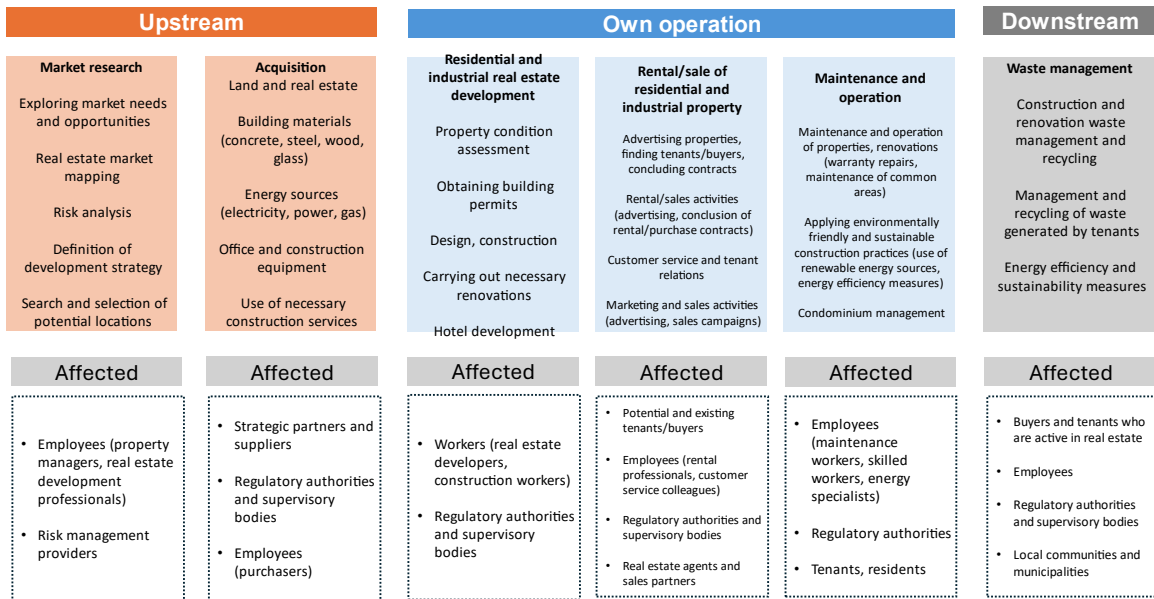 Upstream
Own operation
Downstream
Market research
Exploring market needs
and opportunities
Real estate market
mapping
Risk analysis
Definition of
development strategy
Search and selection of
potential locations
Acquisition
Land and real estate
Building materials
(concrete, steel, wood,
glass)
Energy sources
(electricity, power, gas)
Office and construction
equipment
Use of necessary
construction services
Residential and
industrial real estate
development
Property condition
assessment
Obtaining building
permits
Design, construction
Carrying out necessary
renovations
Hotel development
Rental/sale of
residential and
industrial property
Advertising properties,
finding tenants/buyers,
concluding contracts
Rental/sales activities
(advertising, conclusion of
rental/purchase contracts)
Customer service and tenant
relations
Marketing and sales activities
(advertising, sales campaigns)
Maintenance and
operation
Maintenance and operation
of properties, renovations
(warranty repairs,
maintenance of common
areas)
Applying environmentally
friendly and sustainable
construction practices (use of
renewable energy sources,
energy efficiency measures)
Condominium management
Waste management
Construction and
renovation waste
management and
recycling
Management and
recycling of waste
generated by tenants
Energy efficiency and
sustainability measures
Affected
Affected
Affected
Affected
Affected
Affected
• Employees (property
managers, real estate
development
professionals)
• Risk management
providers
• Strategic partners and
suppliers
• Regulatory authorities
and supervisory
bodies
• Employees
(purchasers)
• Workers (real estate
developers,
construction workers)
• Regulatory authorities
and supervisory
bodies
• Potential and existing
tenants/buyers
• Employees (rental
professionals, customer
service colleagues)
• Regulatory authorities and
supervisory bodies
• Real estate agents and
sales partners
• Employees
(maintenance
workers, skilled
workers, energy
specialists)
• Regulatory authorities
• Tenants, residents
• Buyers and tenants who
are active in real estate
• Employees
• Regulatory authorities
and supervisory bodies
• Local communities and
municipalities